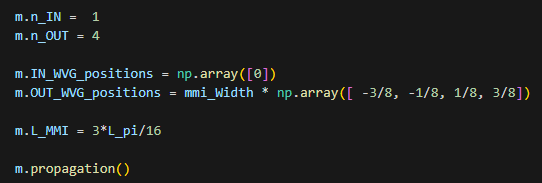 m.n_IN =  1
m.n_OUT = 4
m.IN_WVG_positions = np.array([0])
m.OUT_WVG_positions = mmi_Width * np.array([ -3/8, -1/8, 1/8, 3/8])
m.L_MMI = 3*L_pi/16
m.propagation()